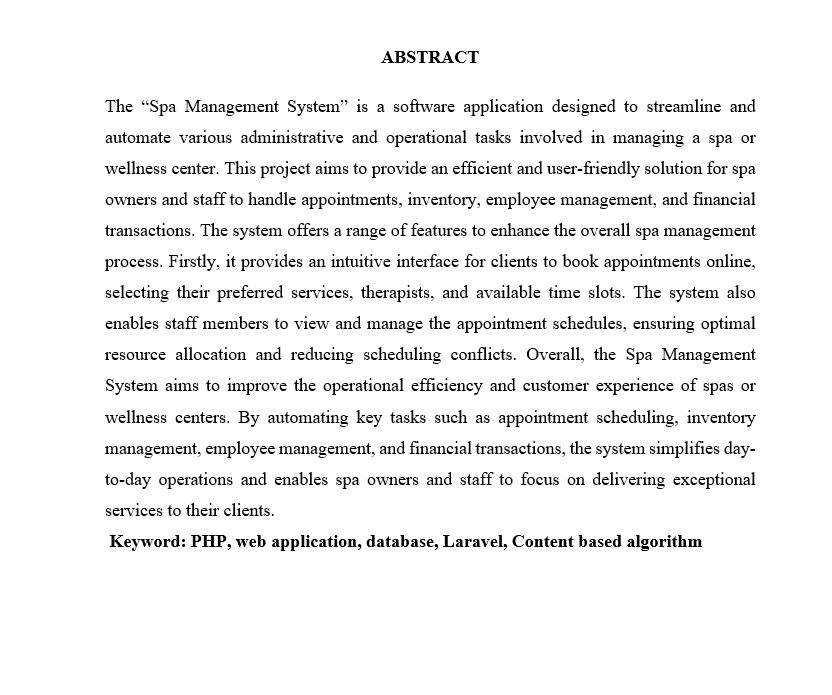 ABSTRACT
The “Spa Management System” is a software application designed to streamline and
automate various administrative and operational tasks involved in managing a spa or
wellness center. This project aims to provide an efficient and user-friendly solution for spa
owners and staff to handle appointments, inventory, employee management, and financial
transactions. The system offers a range of features to enhance the overall spa management
process. Firstly, it provides an intuitive interface for clients to book appointments online,
selecting their preferred services, therapists, and available time slots. The system also
enables staff members to view and manage the appointment schedules, ensuring optimal
resource allocation and reducing scheduling conflicts. Overall, the Spa Management
System aims to improve the operational efficiency and customer experience of spas or
wellness centers. By automating key tasks such as appointment scheduling, inventory
management, employee management, and financial transactions, the system simplifies day-
to-day operations and enables spa owners and staff to focus on delivering exceptional
services to their clients.
Keyword: PHP, web application, database, Laravel, Content based algorithm